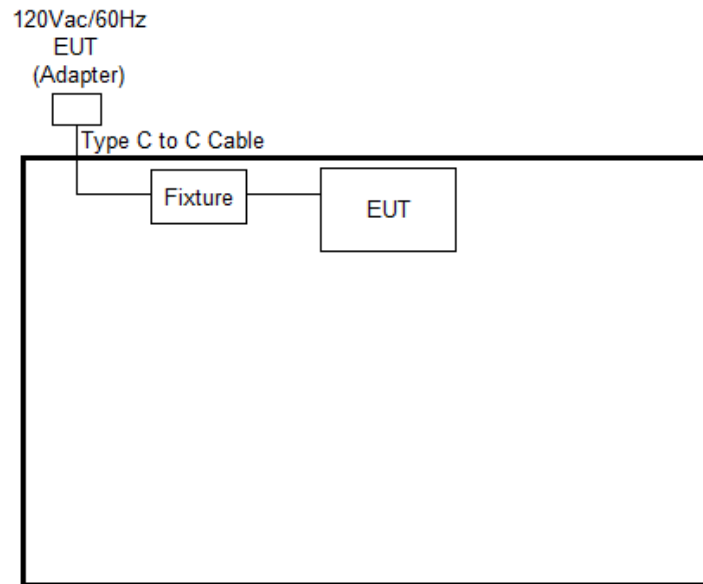 120Vac/60Hz
EUT
(Adapter)
Type C to C Cable
Fixture
EUT